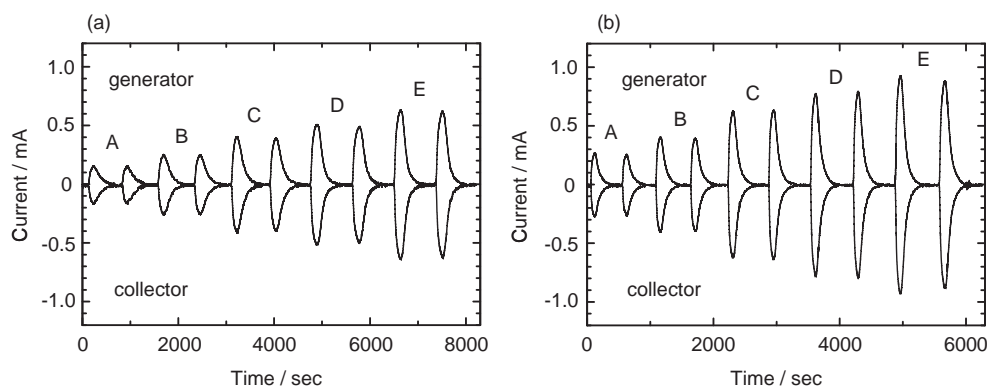 (a)
1.0
0.5
0
-0.5
-1.0
Current / mA
generator
A
B
C
D
E
collector
0
2000
4000
6000
8000
Time / sec
(b)
1.0
0.5
0
-0.5
-1.0
Current / mA
generator
A
B
C
D
E
collector
0
2000
4000
6000
Time / sec